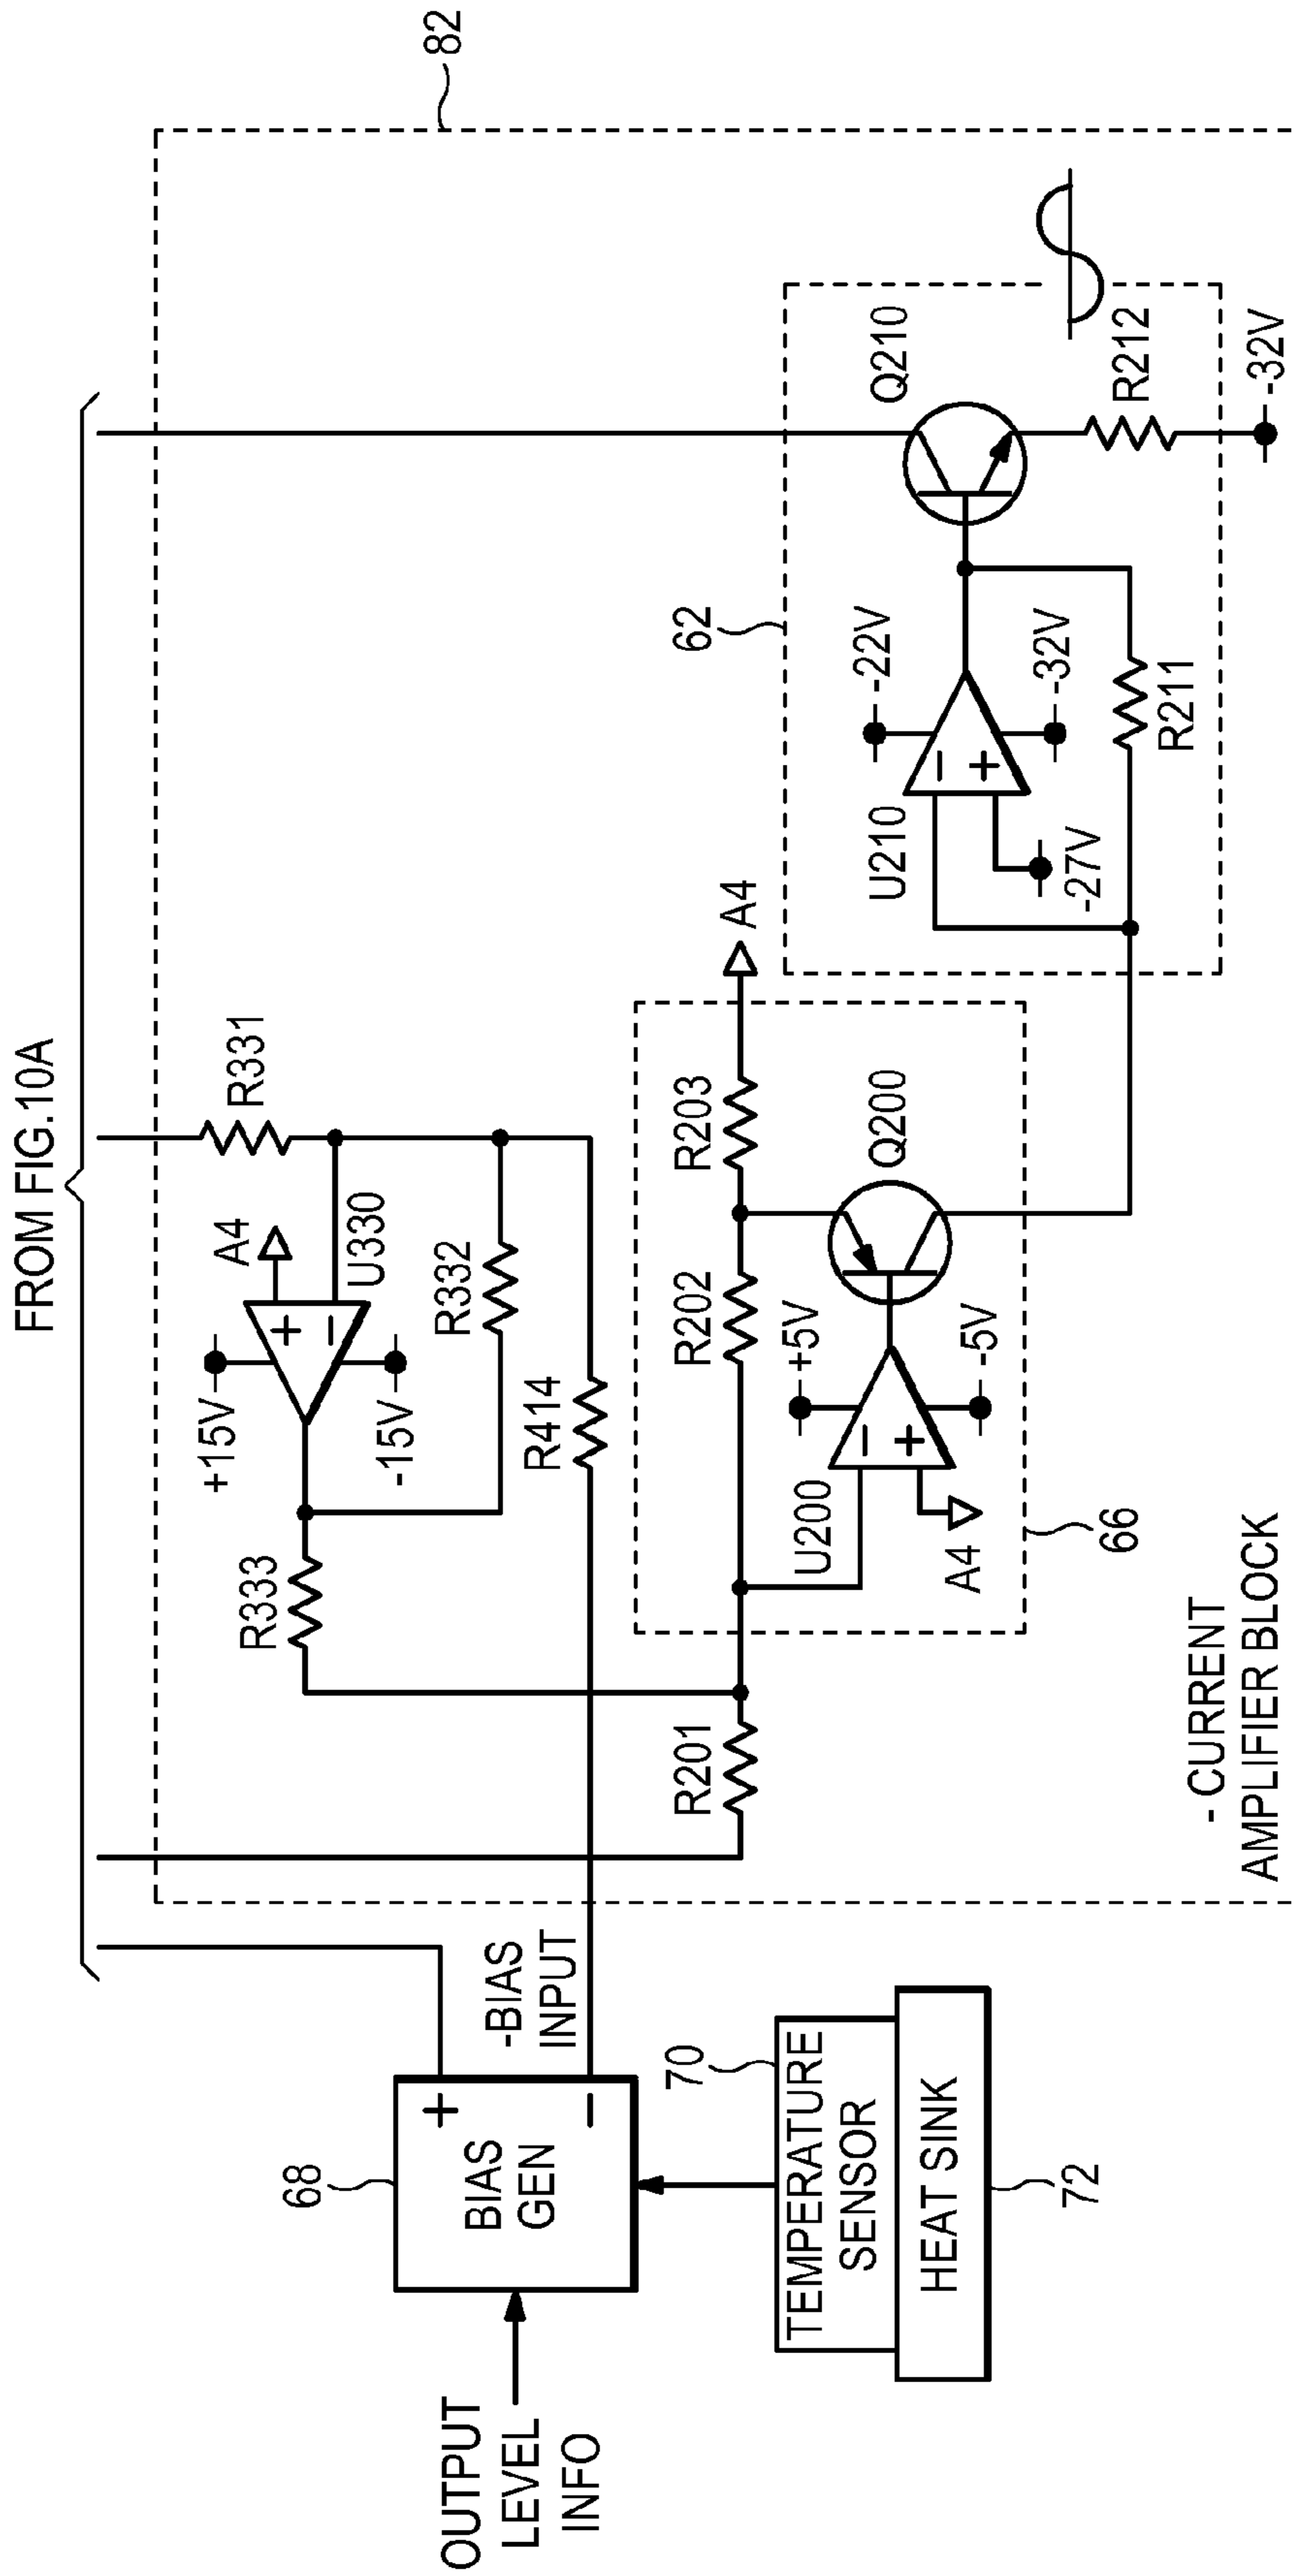 FROM FIG.10A
82
R331
A4
U330
+
−
+15V
-15V
R332
R333
R414
R201
R202
R203
A4
U200
−
+
+5V
-5V
A4
Q200
66
62
U210
−
+
-22V
-32V
-27V
R211
Q210
R212
-32V
- CURRENT
AMPLIFIER BLOCK
-BIAS
INPUT
68
+
−
BIAS
GEN
OUTPUT
LEVEL
INFO
70
TEMPERATURE
SENSOR
HEAT SINK
72